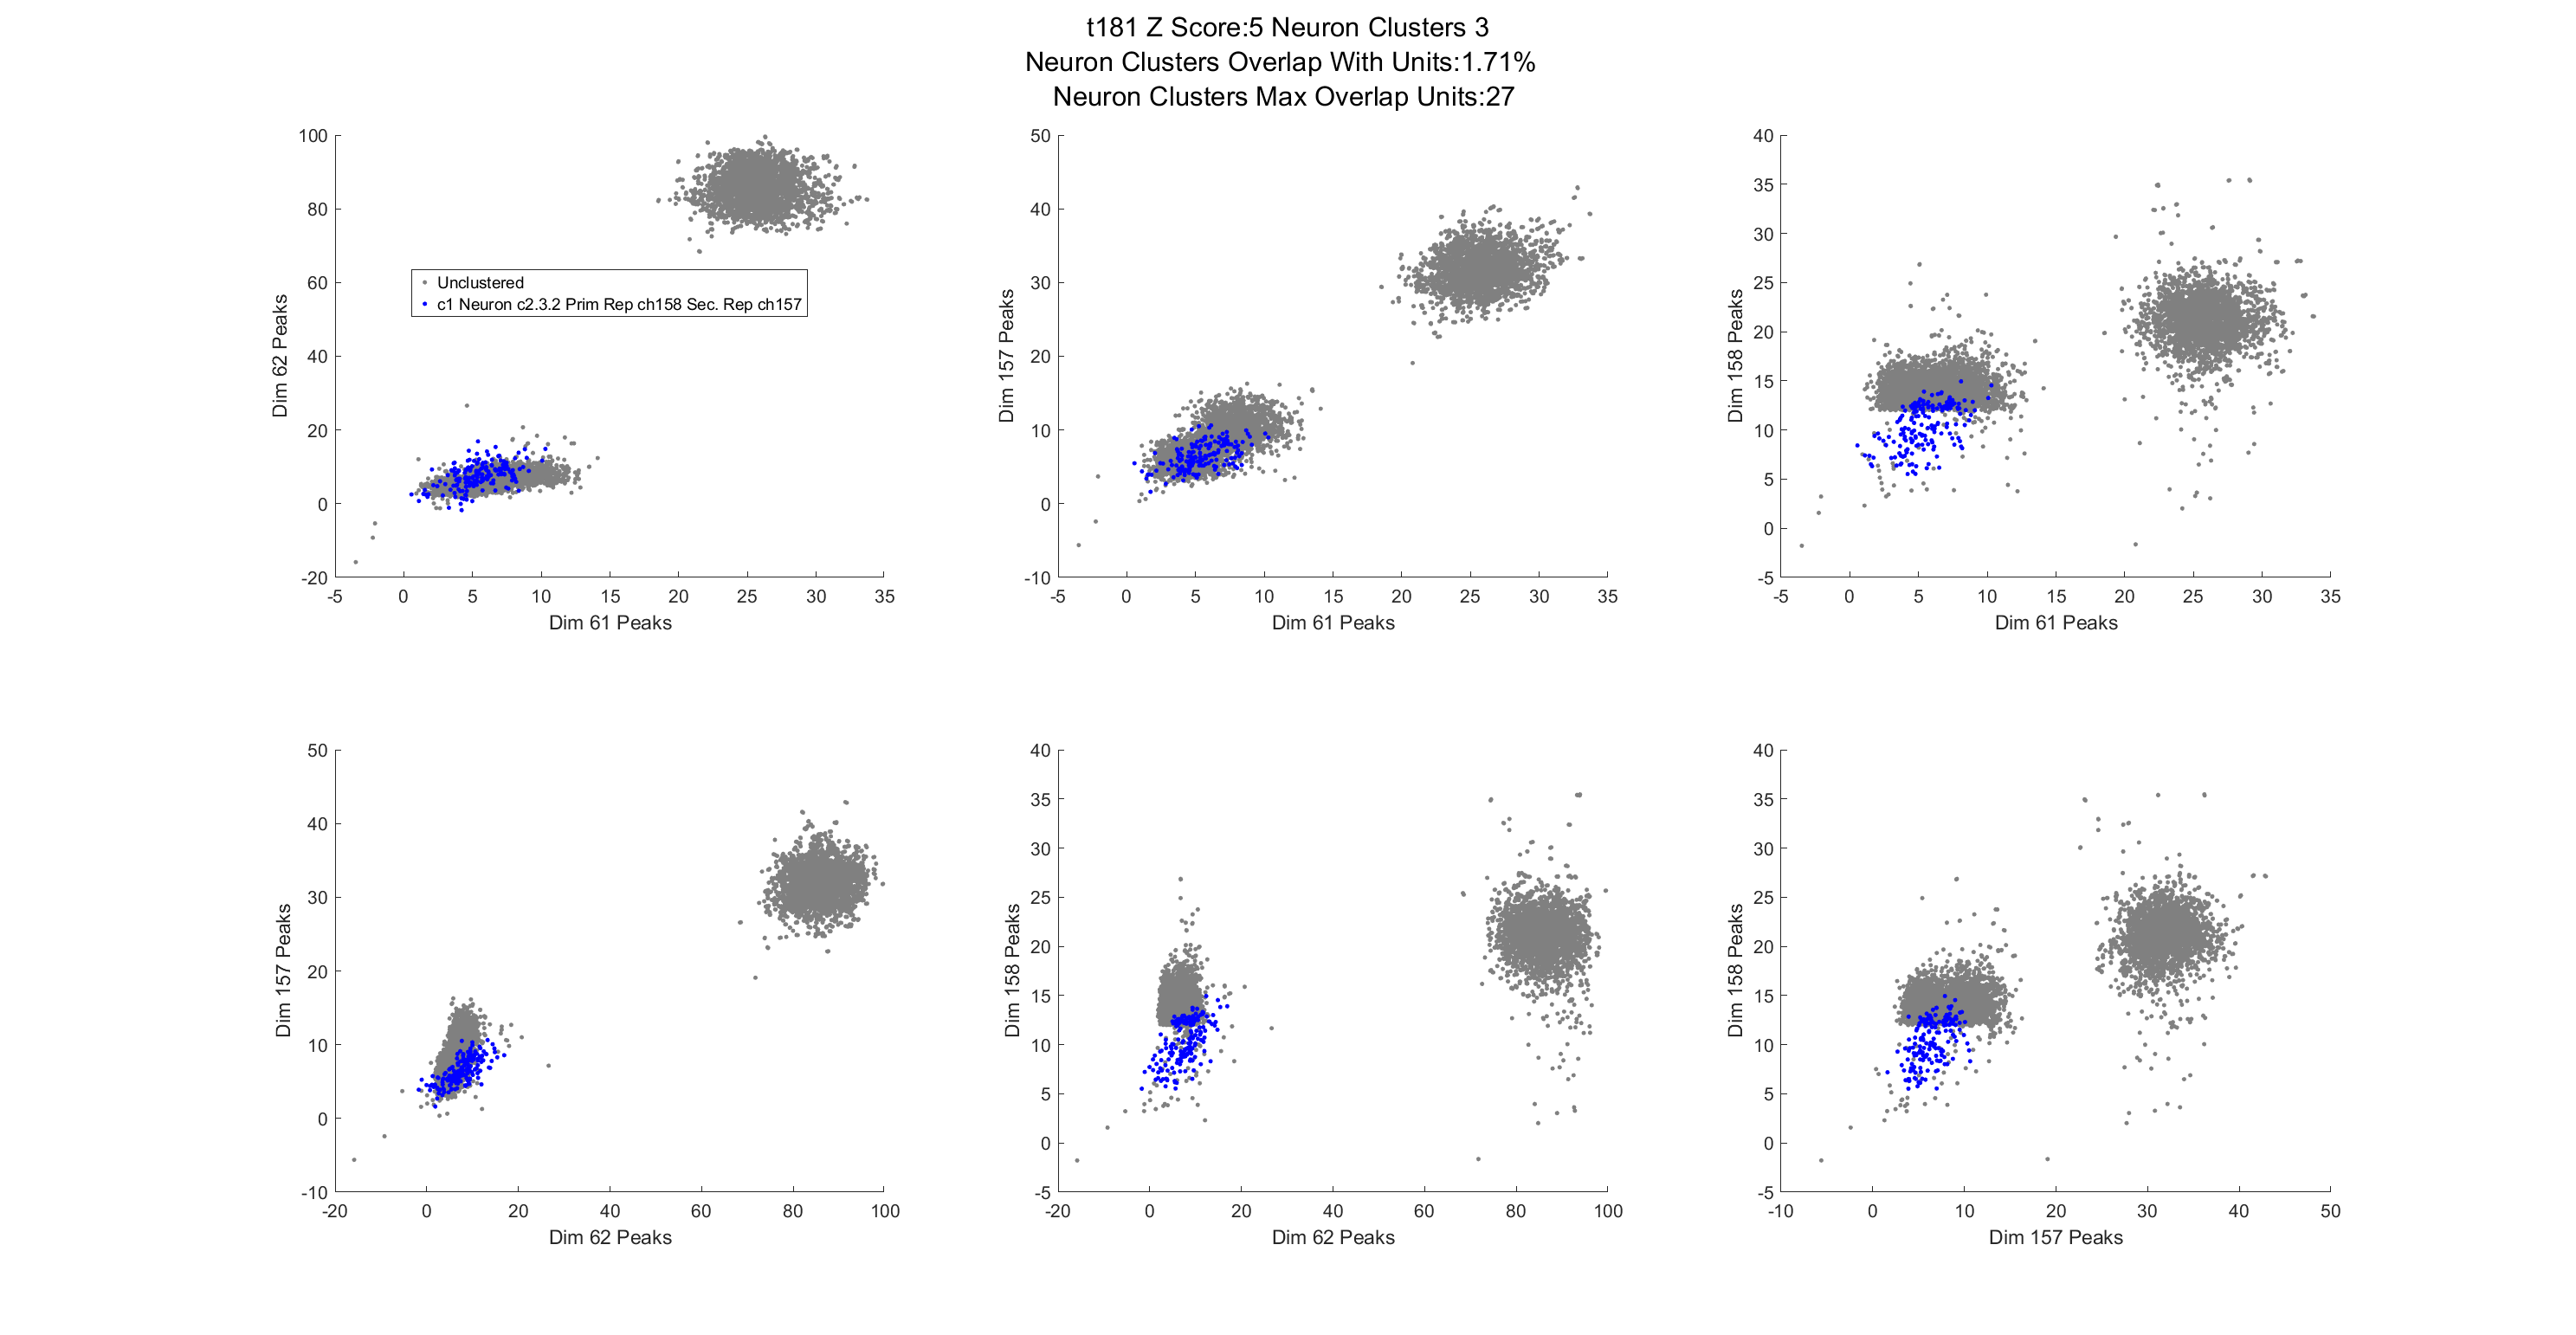 t181 Z Score:5 Neuron Clusters 3
Neuron Clusters Overlap With Units:1.71%
Neuron Clusters Max Overlap Units:27
100
80
60
40
20
0
-20
Dim 62 Peaks
Unclustered
c1 Neuron c2.3.2 Prim Rep ch158 Sec. Rep ch157
-5 0 5 10 15 20 25 30 35
Dim 61 Peaks
50
40
30
20
10
0
-10
Dim 157 Peaks
-5 0 5 10 15 20 25 30 35
Dim 61 Peaks
40
35
30
25
20
15
10
5
0
-5
Dim 158 Peaks
-5 0 5 10 15 20 25 30 35
Dim 61 Peaks
50
40
30
20
10
0
-10
Dim 157 Peaks
-20 0 20 40 60 80 100
Dim 62 Peaks
40
35
30
25
20
15
10
5
0
-5
Dim 158 Peaks
-20 0 20 40 60 80 100
Dim 62 Peaks
40
35
30
25
20
15
10
5
0
-5
Dim 158 Peaks
-10 0 10 20 30 40 50
Dim 157 Peaks